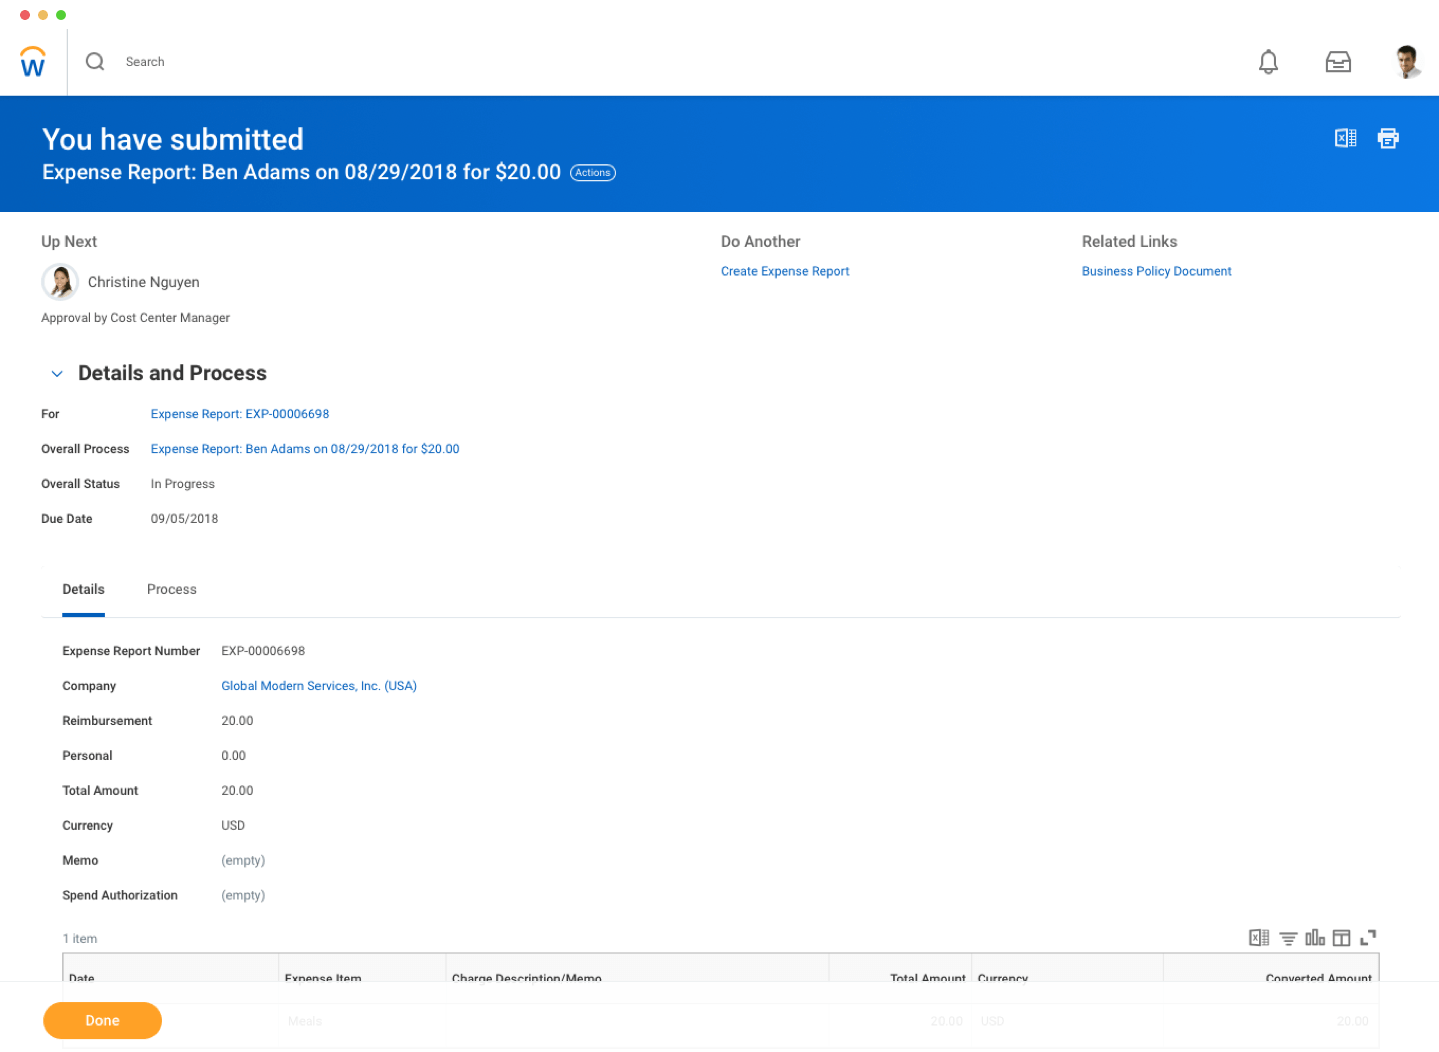 W
Search
You have submitted
Expense Report: Ben Adams on 08/29/2018 for $20.00 Actions
Up Next
Do Another
Related Links
Christine Nguyen
Create Expense Report
Business Policy Document
Approval by Cost Center Manager
Details and Process
For Expense Report: EXP-00006698
Overall Process Expense Report: Ben Adams on 08/29/2018 for $20.00
Overall Status In Progress
Due Date 09/05/2018
Details Process
Expense Report Number EXP-00006698
Company Global Modern Services, Inc. (USA)
Reimbursement 20.00
Personal 0.00
Total Amount 20.00
Currency USD
Memo (empty)
Spend Authorization (empty)
1 item
Date Expense Item Charge Description/Memo Total Amount Currency Converted Amount
Meals 20.00 USD 20.00
Done